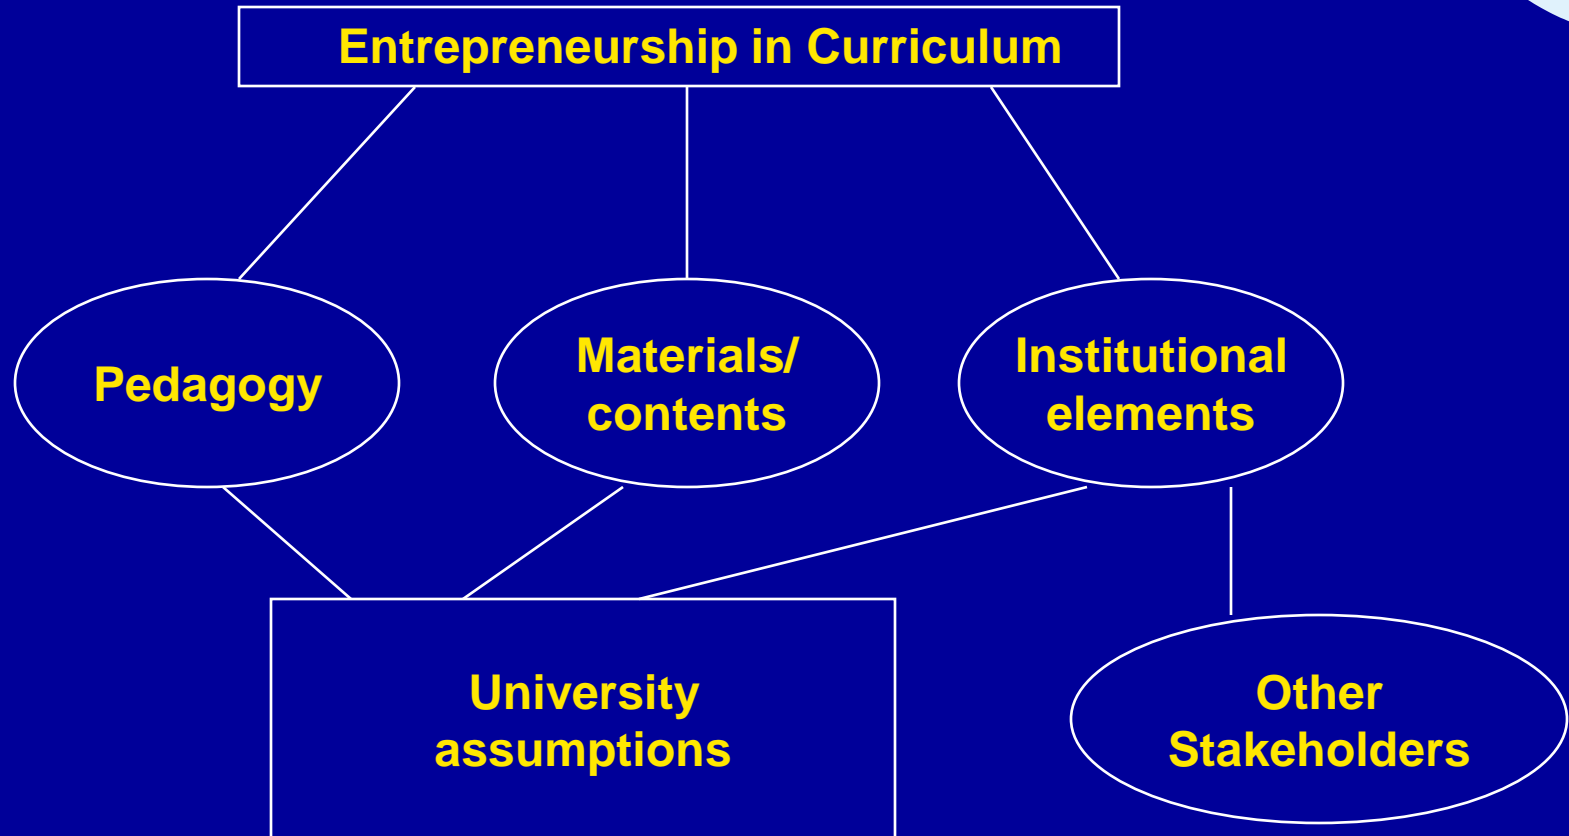 Entrepreneurship in Curriculum
Pedagogy
Materials/
contents
Institutional
elements
University
assumptions
Other
Stakeholders